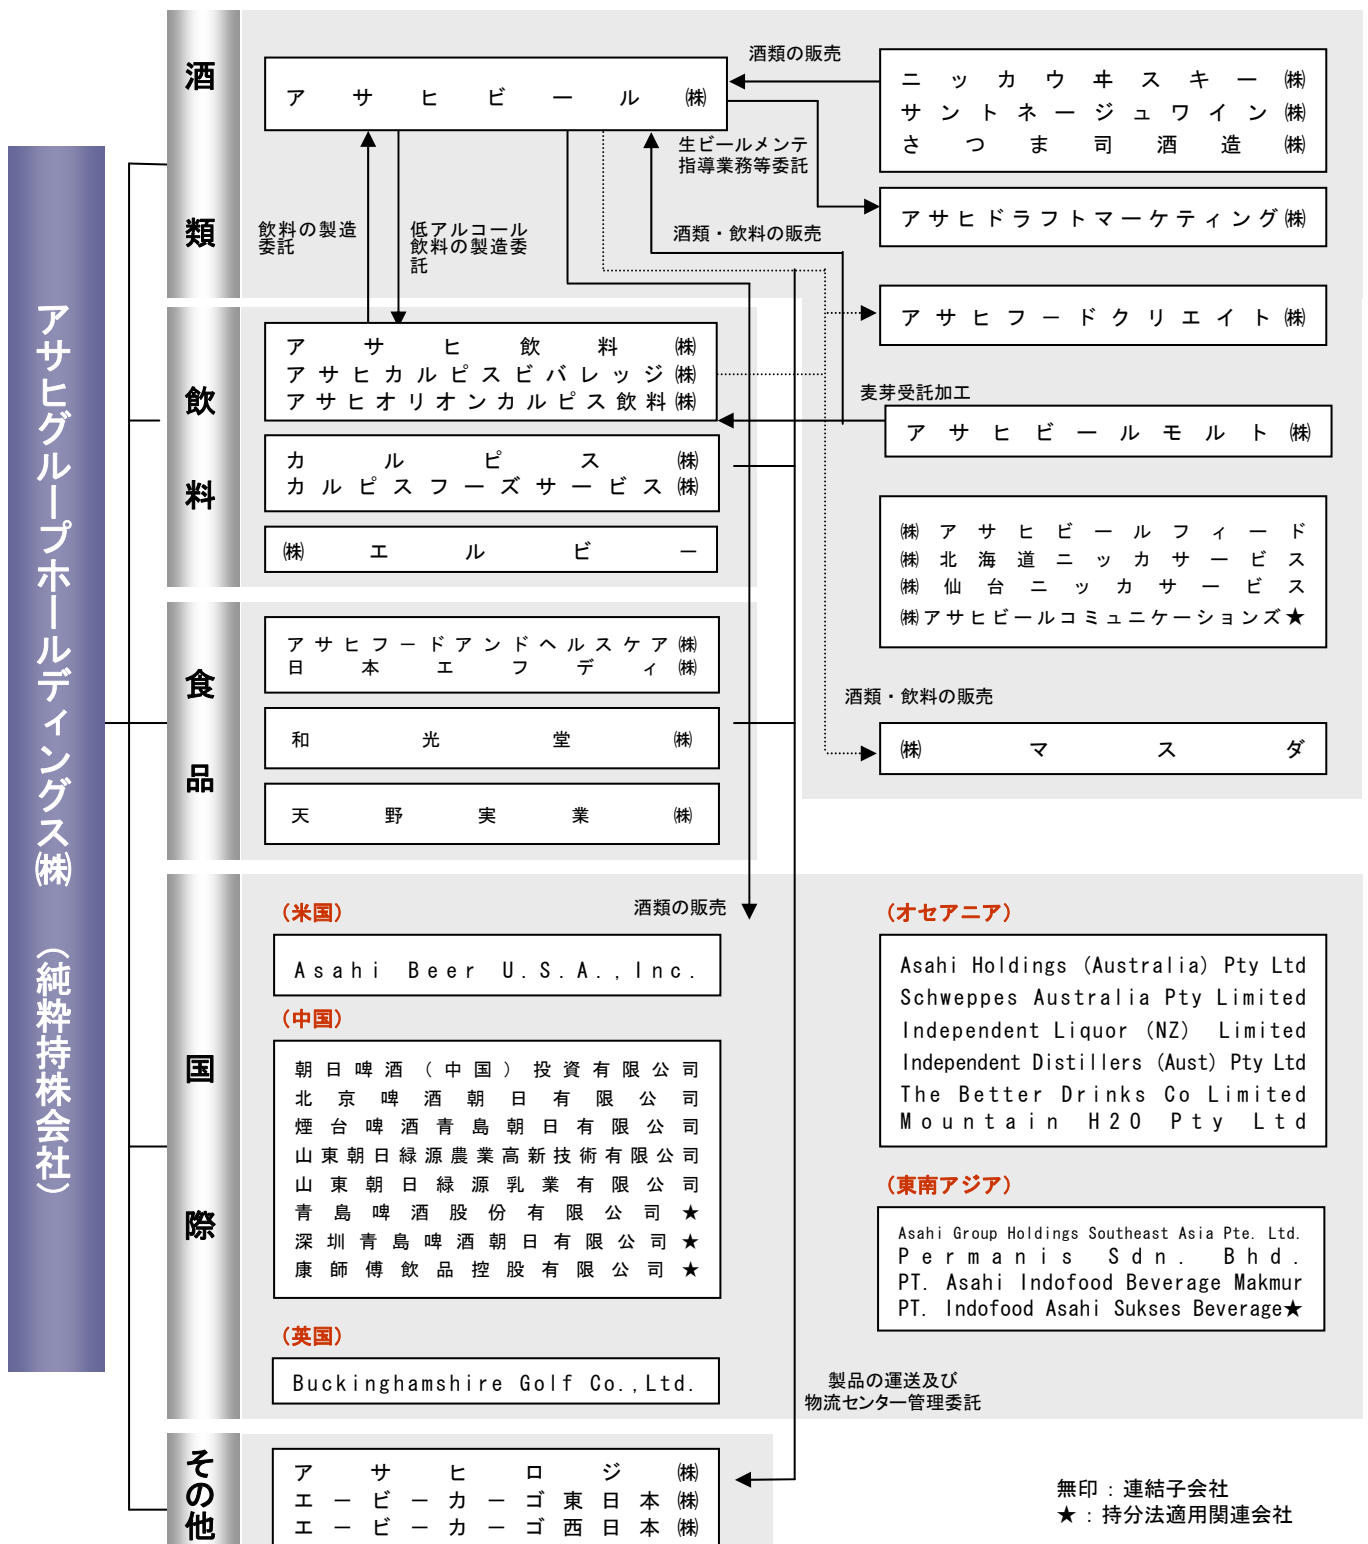 アサヒグループホールディングス㈱ （純粋持株会社）
酒類
アサヒビール㈱
酒類の販売
ニッカウヰスキー㈱
サントネージュワイン㈱
さつま司酒造㈱
生ビールメンテ
指導業務等委託
アサヒドラフトマーケティング㈱
飲料の製造
委託
低アルコール
飲料の製造委
託
酒類・飲料の販売
アサヒフードクリエイト㈱
飲料
アサヒ飲料㈱
アサヒカルピスビバレッジ㈱
アサヒオリオンカルピス飲料㈱
麦芽受託加工
アサヒビールモルト㈱
カルピス㈱
カルピスフーズサービス㈱
㈱エルビー
㈱アサヒビールフィード
㈱北海道ニッカサービス
㈱仙台ニッカサービス
㈱アサヒビールコミュニケーションズ★
食品
アサヒフードアンドヘルスケア㈱
日本エフディ㈱
和光堂㈱
天野実業㈱
酒類・飲料の販売
㈱マスダ
国際
（米国）
酒類の販売
Asahi Beer U.S.A.,Inc.
（中国）
朝日啤酒（中国）投資有限公司
北京啤酒朝日有限公司
煙台啤酒青島朝日有限公司
山東朝日緑源農業高新技術有限公司
山東朝日緑源乳業有限公司
青島啤酒股份有限公司★
深圳青島啤酒朝日有限公司★
康師傅飲品控股有限公司★
（英国）
Buckinghamshire Golf Co.,Ltd.
（オセアニア）
Asahi Holdings (Australia) Pty Ltd
Schweppes Australia Pty Limited
Independent Liquor (NZ) Limited
Independent Distillers (Aust) Pty Ltd
The Better Drinks Co Limited
Mountain H2O Pty Ltd
（東南アジア）
Asahi Group Holdings Southeast Asia Pte. Ltd.
Permanis Sdn. Bhd.
PT. Asahi Indofood Beverage Makmur
PT. Indofood Asahi Sukses Beverage★
製品の運送及び
物流センター管理委託
その他
アサヒロジ㈱
エービーカーゴ東日本㈱
エービーカーゴ西日本㈱
無印：連結子会社
★：持分法適用関連会社